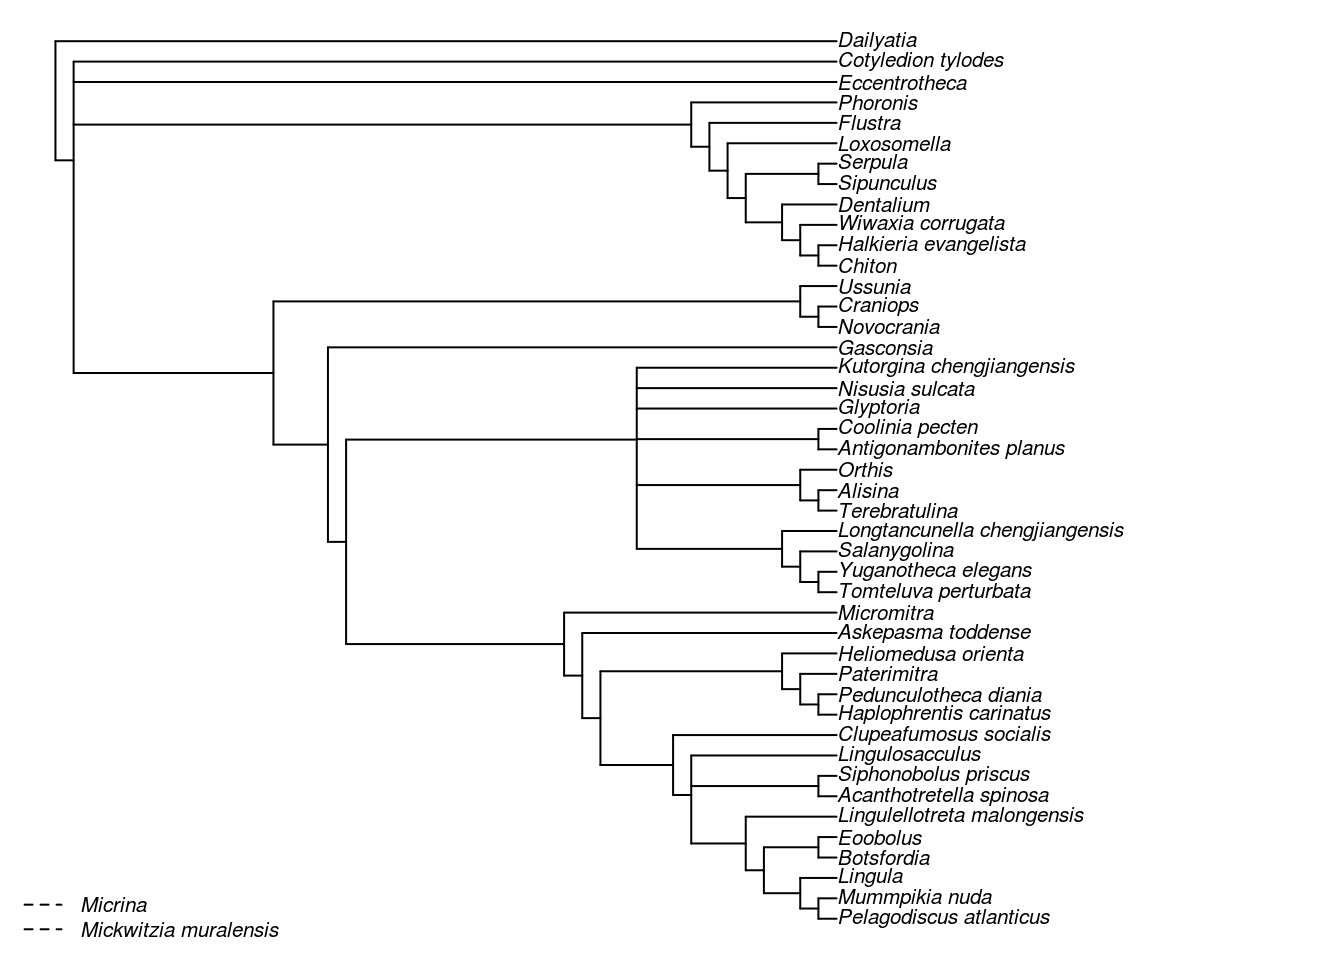 Dailyatia
Cotyledion tylodes
Eccentrotheca
Phoronis
Flustra
Loxosomella
Serpula
Sipunculus
Dentalium
Wiwaxia corrugata
Halkieria evangelista
Chiton
Ussunia
Craniops
Novocrania
Gasconsia
Kutorgina chengjiangensis
Nisusia sulcata
Glyptoria
Coolinia pecten
Antigonambonites planus
Orthis
Alisina
Terebratulina
Longtancunella chengjiangensis
Salanygolina
Yuganotheca elegans
Tomteluva perturbata
Micromitra
Askepasma toddense
Heliomedusa orienta
Paterimitra
Pedunculotheca diania
Haplophrentis carinatus
Clupeafumosus socialis
Lingulosacculus
Siphonobolus priscus
Acanthotretella spinosa
Lingulellotreta malongensis
Eoobolus
Botsfordia
Lingula
Mummpikia nuda
Pelagodiscus atlanticus
Micrina
Mickwitzia muralensis